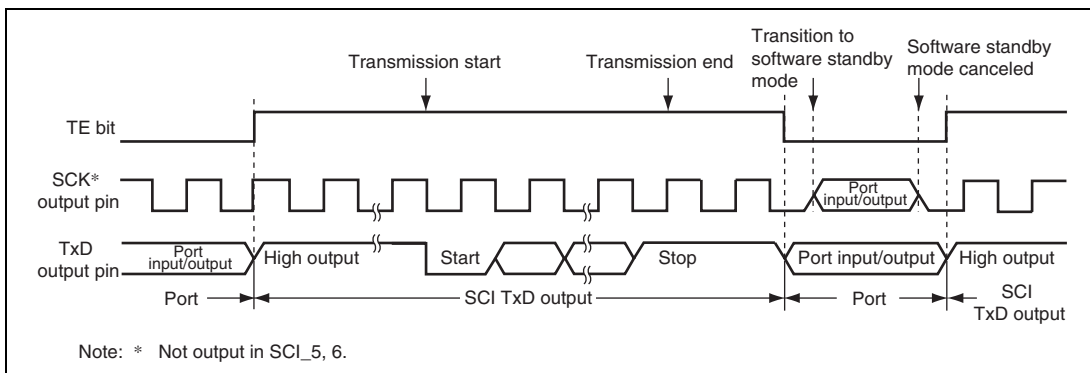 Transmission start
Transmission end
Transition to
software standby
mode
Software standby
mode canceled
TE bit
SCK*
output pin
Port
input/output
TxD
output pin
Port
input/output
High output
Start
Stop
Port input/output
High output
Port
SCI TxD output
Port
SCI
TxD output
Note: * Not output in SCI_5, 6.